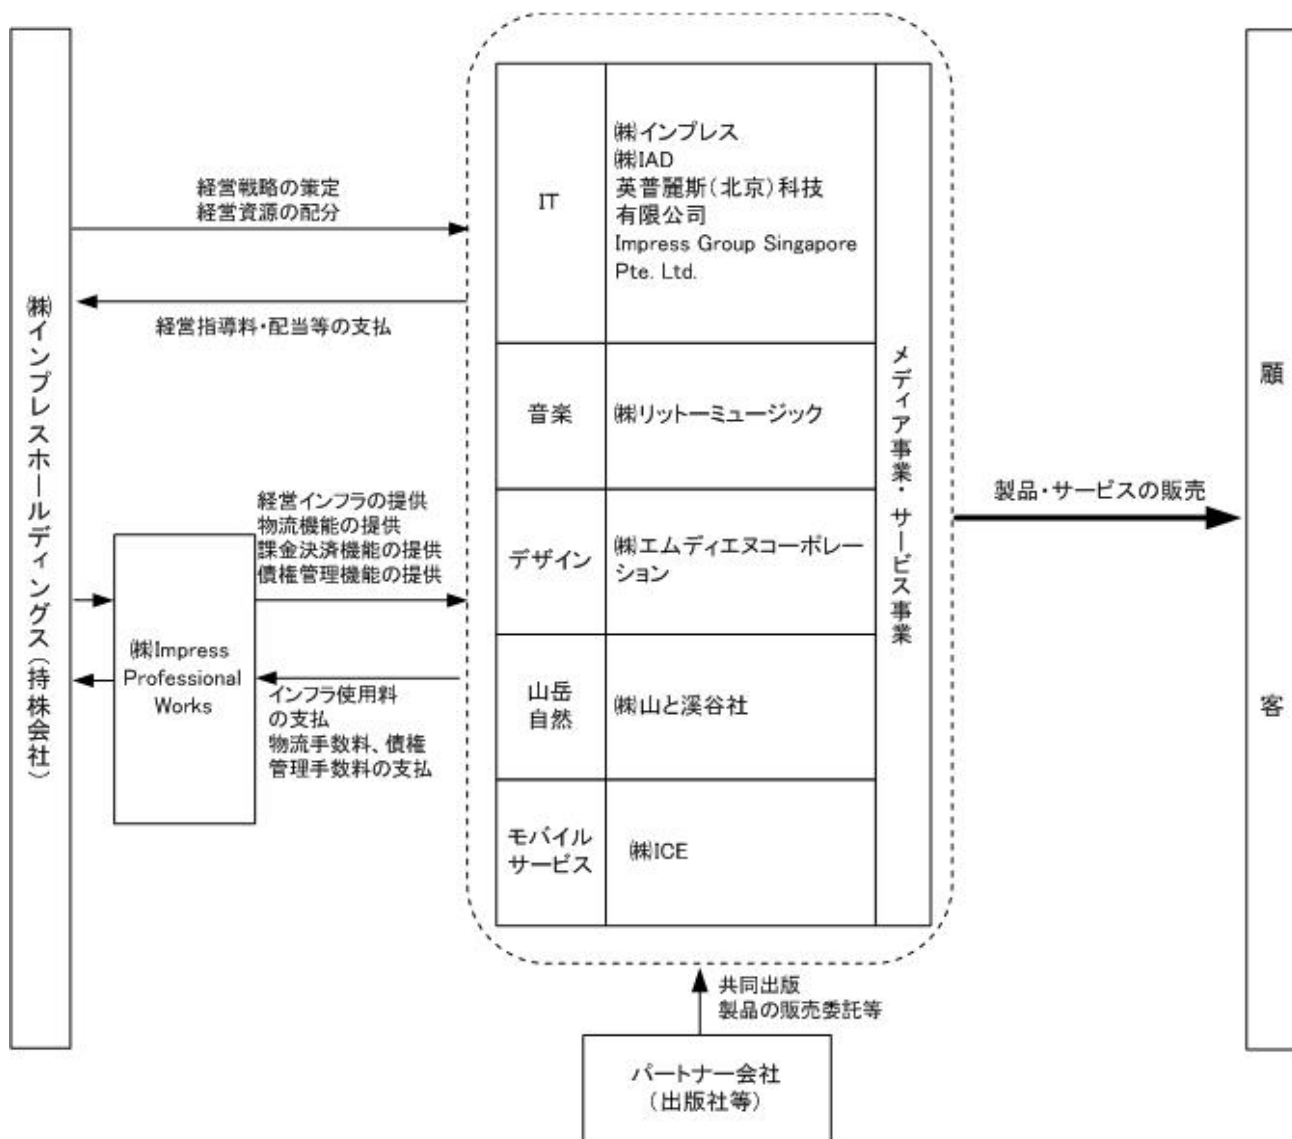 ㈱インプレスホールディングス（持株会社）
経営戦略の策定
経営資源の配分
経営指導料・配当等の支払
経営インフラの提供
物流機能の提供
課金決済機能の提供
債権管理機能の提供
㈱Impress
Professional
Works
インフラ使用料
の支払
物流手数料、債権
管理手数料の支払
IT
㈱インプレス
㈱IAD
英普麗斯（北京）科技
有限公司
Impress Group Singapore
Pte. Ltd.
音楽
㈱リットーミュージック
デザイン
㈱エムディエヌコーポレー
ション
山岳
自然
㈱山と溪谷社
モバイル
サービス
㈱ICE
メディア事業・サービス事業
製品・サービスの販売
顧客
共同出版
製品の販売委託等
パートナー会社
（出版社等）